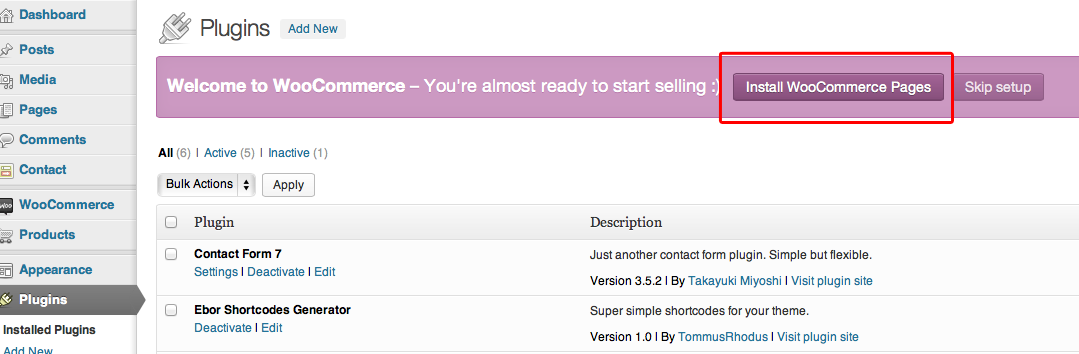 Dashboard
Posts
Media
Pages
Comments
Contact
WooCommerce
Products
Appearance
Plugins
Installed Plugins
Add New
Plugins Add New
Welcome to WooCommerce – You're almost ready to start selling :) Install WooCommerce Pages Skip setup
All (6) | Active (5) | Inactive (1)
Bulk Actions Apply
Plugin Description
Contact Form 7 Just another contact form plugin. Simple but flexible.
Settings | Deactivate | Edit Version 3.5.2 | By Takayuki Miyoshi | Visit plugin site
Ebor Shortcodes Generator Super simple shortcodes for your theme.
Deactivate | Edit Version 1.0 | By TommusRhodus | Visit plugin site